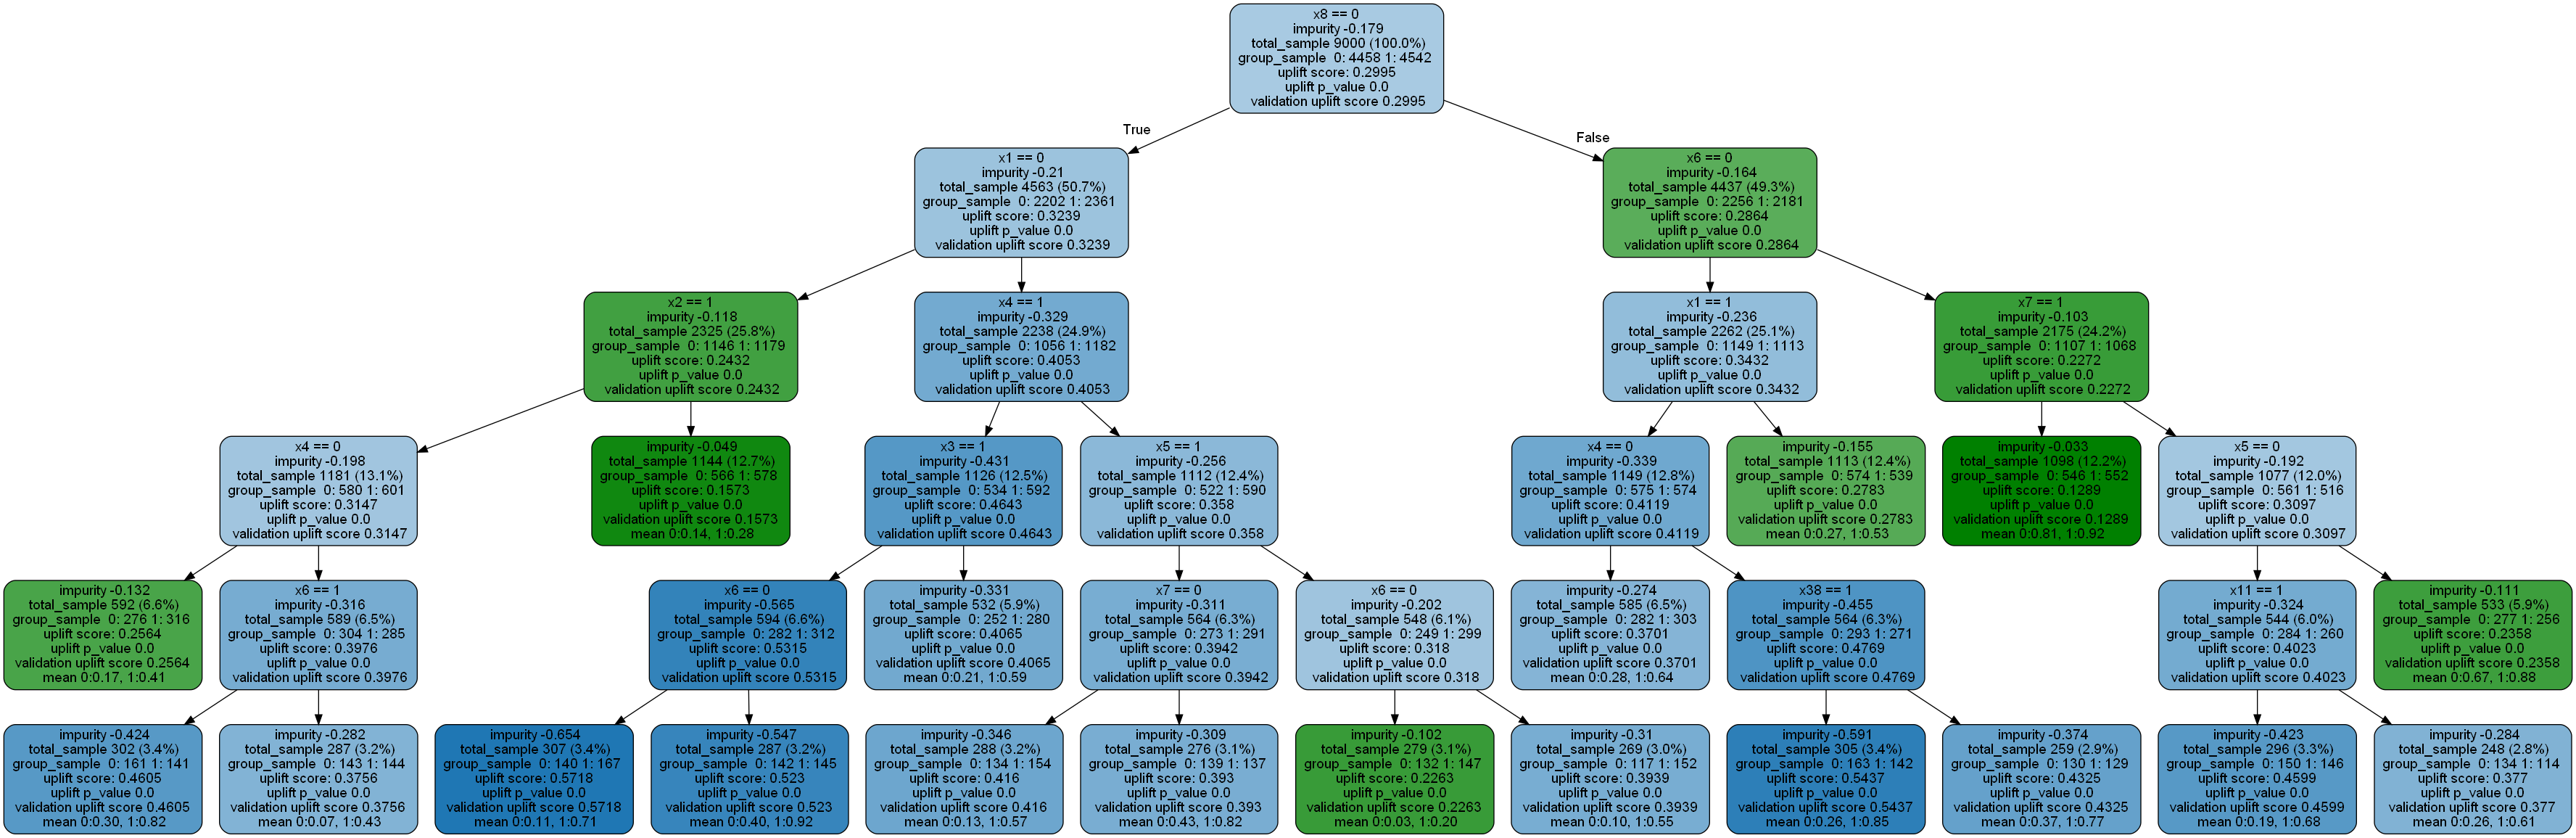 x8 == 0
impurity -0.179
total_sample 9000 (100.0%)
group_sample 0: 4458 1: 4542
uplift score: 0.2995
uplift p_value 0.0
validation uplift score 0.2995
True
False
x1 == 0
impurity -0.21
total_sample 4563 (50.7%)
group_sample 0: 2202 1: 2361
uplift score: 0.3239
uplift p_value 0.0
validation uplift score 0.3239
x6 == 0
impurity -0.164
total_sample 4437 (49.3%)
group_sample 0: 2256 1: 2181
uplift score: 0.2864
uplift p_value 0.0
validation uplift score 0.2864
x2 == 1
impurity -0.118
total_sample 2325 (25.8%)
group_sample 0: 1146 1: 1179
uplift score: 0.2432
uplift p_value 0.0
validation uplift score 0.2432
x4 == 1
impurity -0.329
total_sample 2238 (24.9%)
group_sample 0: 1056 1: 1182
uplift score: 0.4053
uplift p_value 0.0
validation uplift score 0.4053
x1 == 1
impurity -0.236
total_sample 2262 (25.1%)
group_sample 0: 1149 1: 1113
uplift score: 0.3432
uplift p_value 0.0
validation uplift score 0.3432
x7 == 1
impurity -0.103
total_sample 2175 (24.2%)
group_sample 0: 1107 1: 1068
uplift score: 0.2272
uplift p_value 0.0
validation uplift score 0.2272
x4 == 0
impurity -0.198
total_sample 1181 (13.1%)
group_sample 0: 580 1: 601
uplift score: 0.3147
uplift p_value 0.0
validation uplift score 0.3147
impurity -0.049
total_sample 1144 (12.7%)
group_sample 0: 566 1: 578
uplift score: 0.1573
uplift p_value 0.0
validation uplift score 0.1573
mean 0:0.14, 1:0.28
x3 == 1
impurity -0.431
total_sample 1126 (12.5%)
group_sample 0: 534 1: 592
uplift score: 0.4643
uplift p_value 0.0
validation uplift score 0.4643
x5 == 1
impurity -0.256
total_sample 1112 (12.4%)
group_sample 0: 522 1: 590
uplift score: 0.358
uplift p_value 0.0
validation uplift score 0.358
x4 == 0
impurity -0.339
total_sample 1149 (12.8%)
group_sample 0: 575 1: 574
uplift score: 0.4119
uplift p_value 0.0
validation uplift score 0.4119
impurity -0.155
total_sample 1113 (12.4%)
group_sample 0: 574 1: 539
uplift score: 0.2783
uplift p_value 0.0
validation uplift score 0.2783
mean 0:0.27, 1:0.53
impurity -0.033
total_sample 1098 (12.2%)
group_sample 0: 546 1: 552
uplift score: 0.1289
uplift p_value 0.0
validation uplift score 0.1289
mean 0:0.81, 1:0.92
x5 == 0
impurity -0.192
total_sample 1077 (12.0%)
group_sample 0: 561 1: 516
uplift score: 0.3097
uplift p_value 0.0
validation uplift score 0.3097
impurity -0.132
total_sample 592 (6.6%)
group_sample 0: 276 1: 316
uplift score: 0.2564
uplift p_value 0.0
validation uplift score 0.2564
mean 0:0.17, 1:0.41
x6 == 1
impurity -0.316
total_sample 589 (6.5%)
group_sample 0: 304 1: 285
uplift score: 0.3976
uplift p_value 0.0
validation uplift score 0.3976
x6 == 0
impurity -0.565
total_sample 594 (6.6%)
group_sample 0: 282 1: 312
uplift score: 0.5315
uplift p_value 0.0
validation uplift score 0.5315
impurity -0.331
total_sample 532 (5.9%)
group_sample 0: 252 1: 280
uplift score: 0.4065
uplift p_value 0.0
validation uplift score 0.4065
mean 0:0.21, 1:0.59
x7 == 0
impurity -0.311
total_sample 564 (6.3%)
group_sample 0: 273 1: 291
uplift score: 0.3942
uplift p_value 0.0
validation uplift score 0.3942
x6 == 0
impurity -0.202
total_sample 548 (6.1%)
group_sample 0: 249 1: 299
uplift score: 0.318
uplift p_value 0.0
validation uplift score 0.318
impurity -0.274
total_sample 585 (6.5%)
group_sample 0: 282 1: 303
uplift score: 0.3701
uplift p_value 0.0
validation uplift score 0.3701
mean 0:0.28, 1:0.64
x38 == 1
impurity -0.455
total_sample 564 (6.3%)
group_sample 0: 293 1: 271
uplift score: 0.4769
uplift p_value 0.0
validation uplift score 0.4769
x11 == 1
impurity -0.324
total_sample 544 (6.0%)
group_sample 0: 284 1: 260
uplift score: 0.4023
uplift p_value 0.0
validation uplift score 0.4023
impurity -0.111
total_sample 533 (5.9%)
group_sample 0: 277 1: 256
uplift score: 0.2358
uplift p_value 0.0
validation uplift score 0.2358
mean 0:0.67, 1:0.88
impurity -0.424
total_sample 302 (3.4%)
group_sample 0: 161 1: 141
uplift score: 0.4605
uplift p_value 0.0
validation uplift score 0.4605
mean 0:0.30, 1:0.82
impurity -0.282
total_sample 287 (3.2%)
group_sample 0: 143 1: 144
uplift score: 0.3756
uplift p_value 0.0
validation uplift score 0.3756
mean 0:0.07, 1:0.43
impurity -0.654
total_sample 307 (3.4%)
group_sample 0: 140 1: 167
uplift score: 0.5718
uplift p_value 0.0
validation uplift score 0.5718
mean 0:0.11, 1:0.71
impurity -0.547
total_sample 287 (3.2%)
group_sample 0: 142 1: 145
uplift score: 0.523
uplift p_value 0.0
validation uplift score 0.523
mean 0:0.40, 1:0.92
impurity -0.346
total_sample 288 (3.2%)
group_sample 0: 134 1: 154
uplift score: 0.416
uplift p_value 0.0
validation uplift score 0.416
mean 0:0.13, 1:0.57
impurity -0.309
total_sample 276 (3.1%)
group_sample 0: 139 1: 137
uplift score: 0.393
uplift p_value 0.0
validation uplift score 0.393
mean 0:0.43, 1:0.82
impurity -0.102
total_sample 279 (3.1%)
group_sample 0: 132 1: 147
uplift score: 0.2263
uplift p_value 0.0
validation uplift score 0.2263
mean 0:0.03, 1:0.20
impurity -0.31
total_sample 269 (3.0%)
group_sample 0: 117 1: 152
uplift score: 0.3939
uplift p_value 0.0
validation uplift score 0.3939
mean 0:0.10, 1:0.55
impurity -0.591
total_sample 305 (3.4%)
group_sample 0: 163 1: 142
uplift score: 0.5437
uplift p_value 0.0
validation uplift score 0.5437
mean 0:0.26, 1:0.85
impurity -0.374
total_sample 259 (2.9%)
group_sample 0: 130 1: 129
uplift score: 0.4325
uplift p_value 0.0
validation uplift score 0.4325
mean 0:0.37, 1:0.77
impurity -0.423
total_sample 296 (3.3%)
group_sample 0: 150 1: 146
uplift score: 0.4599
uplift p_value 0.0
validation uplift score 0.4599
mean 0:0.19, 1:0.68
impurity -0.284
total_sample 248 (2.8%)
group_sample 0: 134 1: 114
uplift score: 0.377
uplift p_value 0.0
validation uplift score 0.377
mean 0:0.26, 1:0.61